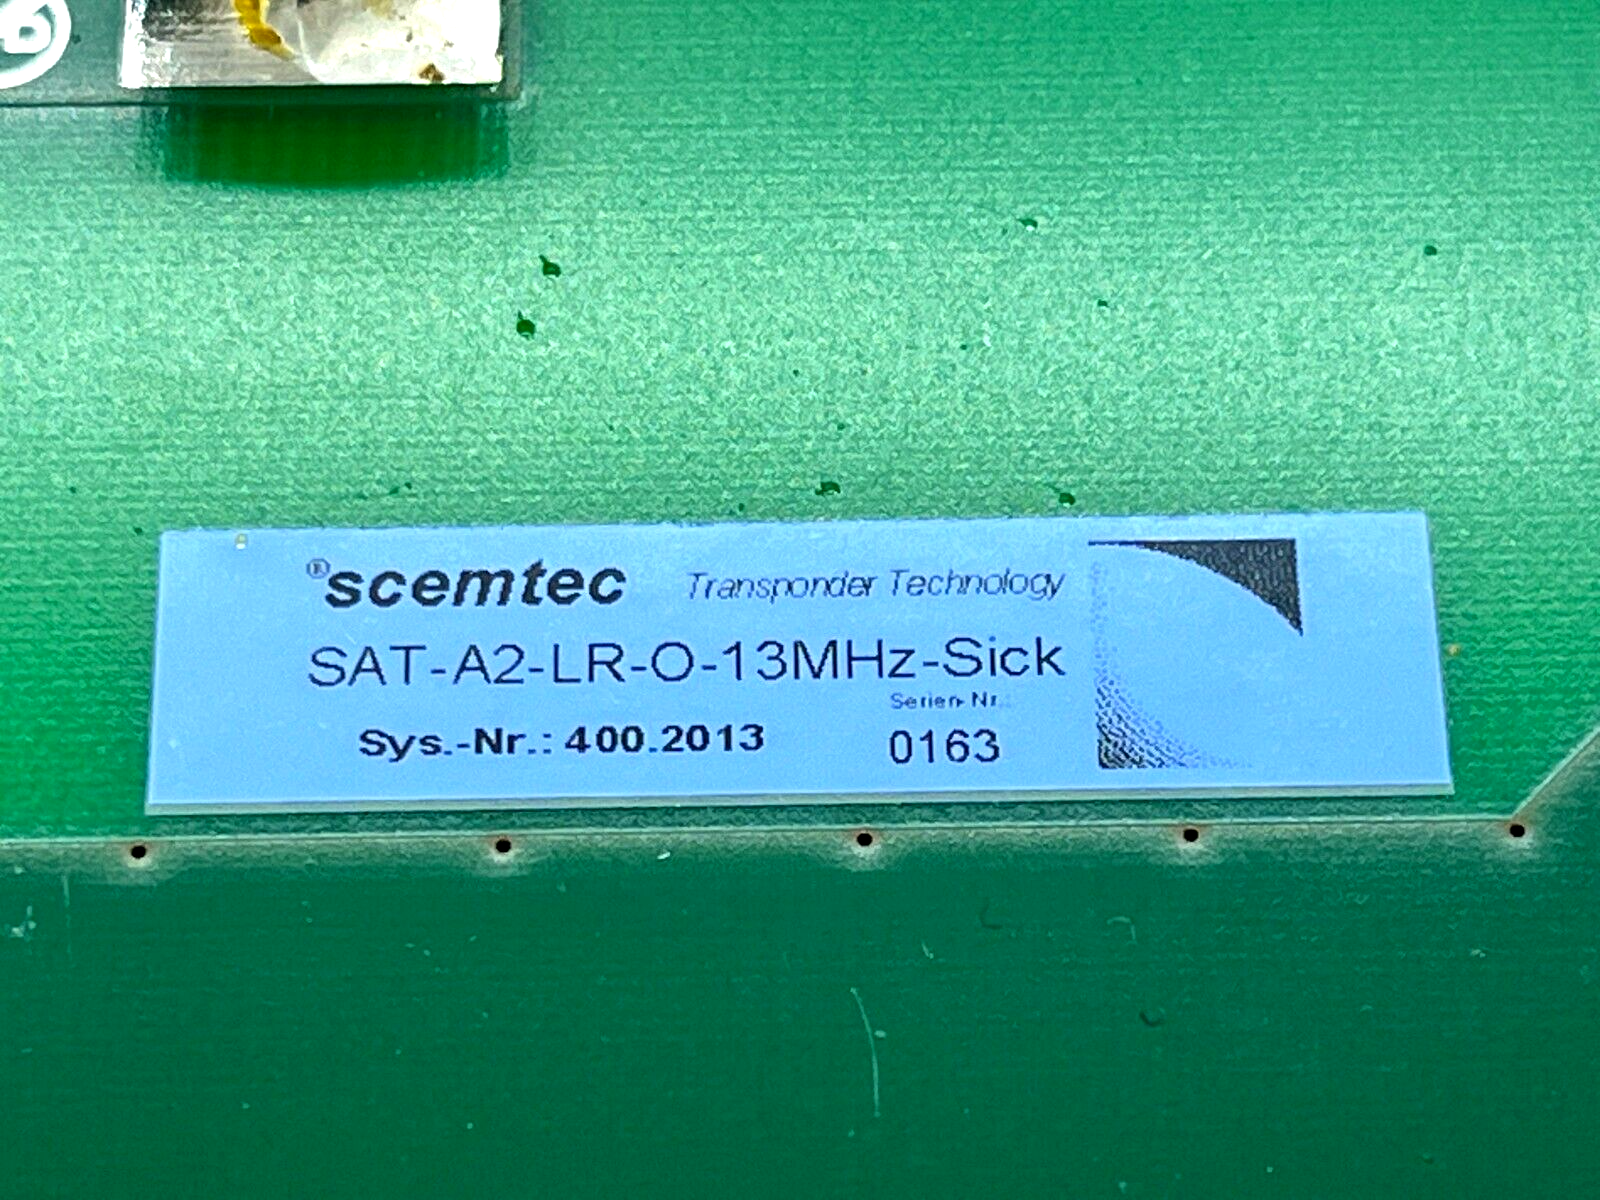 ®scemtec Transponder Technology
SAT-A2-LR-O-13MHz-Sick
Serien-Nr.:
Sys.-Nr.: 400.2013 0163